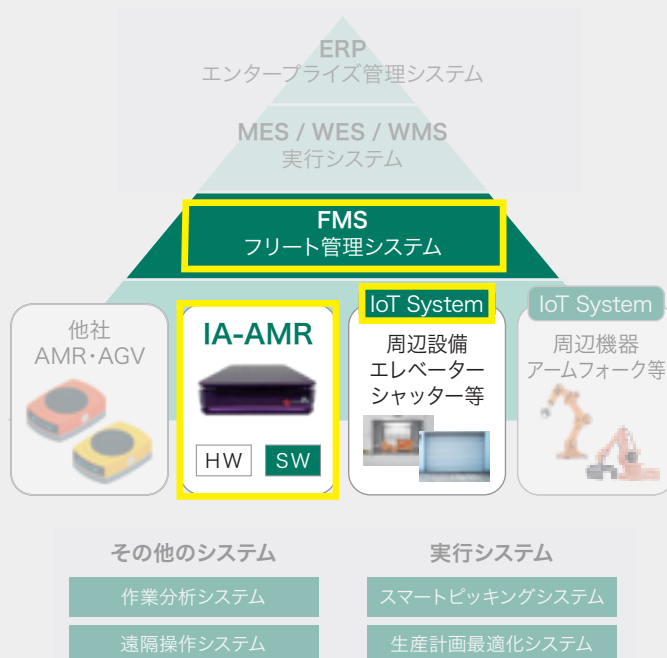 ERP
エンタープライズ管理システム
MES / WES / WMS
実行システム
FMS
フリート管理システム
他社
AMR・AGV
IA-AMR
HW SW
IoT System
周辺設備
エレベーター
シャッター等
IoT System
周辺機器
アームフォーク等
その他のシステム
作業分析システム
遠隔操作システム
実行システム
スマートピッキングシステム
生産計画最適化システム